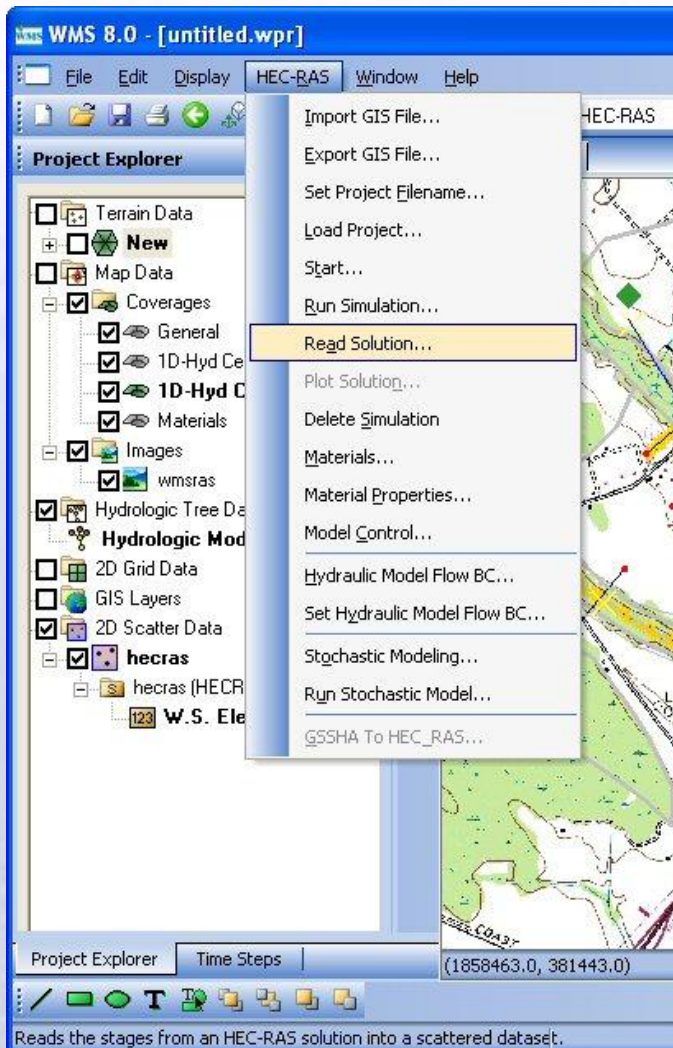 WMS 8.0 - [untitled.wpr]
File Edit Display HEC-RAS Window Help
HEC-RAS
Project Explorer
Import GIS File...
Export GIS File...
Set Project Filename...
Load Project...
Start...
Run Simulation...
Read Solution...
Plot Solution...
Delete Simulation
Materials...
Material Properties...
Model Control...
Hydraulic Model Flow BC...
Set Hydraulic Model Flow BC...
Stochastic Modeling...
Run Stochastic Model...
GSSHA To HEC_RAS...
Terrain Data
New
Map Data
Coverages
General
1D-Hyd Ce
1D-Hyd C
Materials
Images
wmsras
Hydrologic Tree Da
Hydrologic Mod
2D Grid Data
GIS Layers
2D Scatter Data
hecras
hecras (HECR
123 W.S. Ele
COAST
Project Explorer Time Steps
(1858463.0, 381443.0)
Reads the stages from an HEC-RAS solution into a scattered dataset.